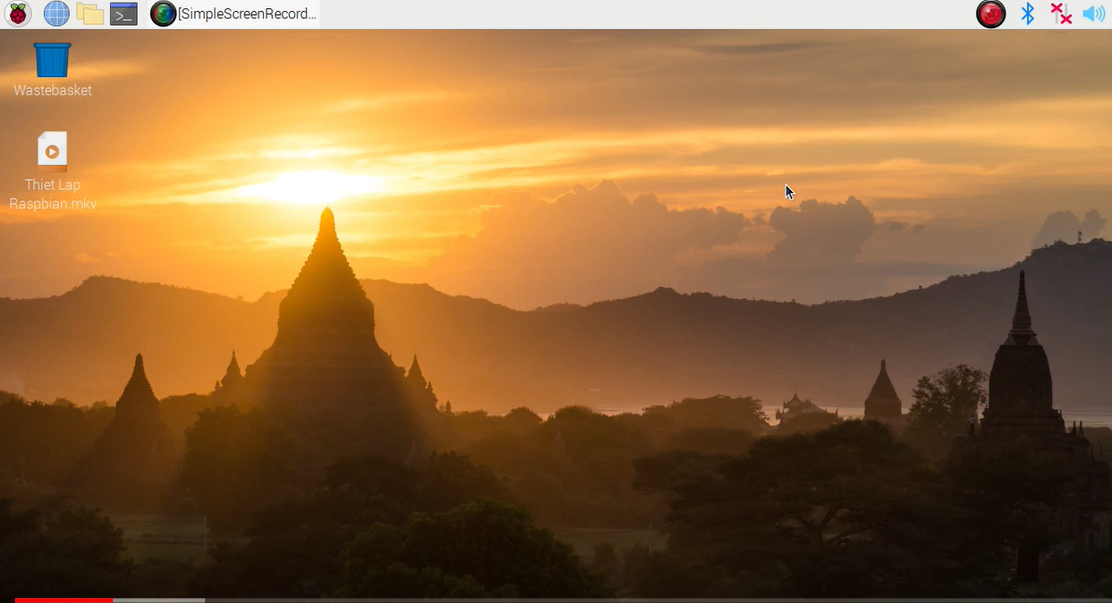 [SimpleScreenRecord...
Wastebasket
Thiet Lap
Raspbian.mkv